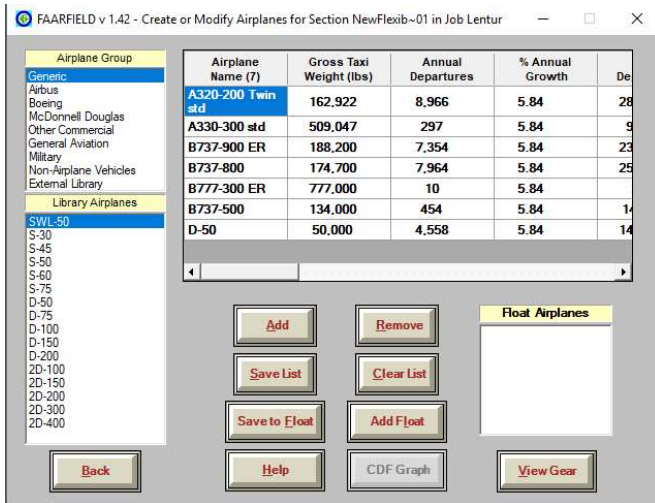 FAARFIELD v 1.42 - Create or Modify Airplanes for Section NewFlexib~01 in Job Lentur
Airplane Group
Generic
Airbus
Boeing
McDonnell Douglas
Other Commercial
General Aviation
Military
Non-Airplane Vehicles
External Library
Library Airplanes
SWL-50
S-30
S-45
S-50
S-60
S-75
D-50
D-75
D-100
D-150
D-200
2D-100
2D-150
2D-200
2D-300
2D-400
Airplane Gross Taxi Annual % Annual
Name (7) Weight (lbs) Departures Growth De
A320-200 Twin std 162,922 8,966 5.84 28
A330-300 std 509,047 297 5.84 9
B737-900 ER 188,200 7,354 5.84 23
B737-800 174,700 7,964 5.84 25
B777-300 ER 777,000 10 5.84
B737-500 134,000 454 5.84 14
D-50 50,000 4,558 5.84 14
Add Remove
Save List Clear List
Save to Float Add Float
Help CDF Graph
Float Airplanes
Back
View Gear